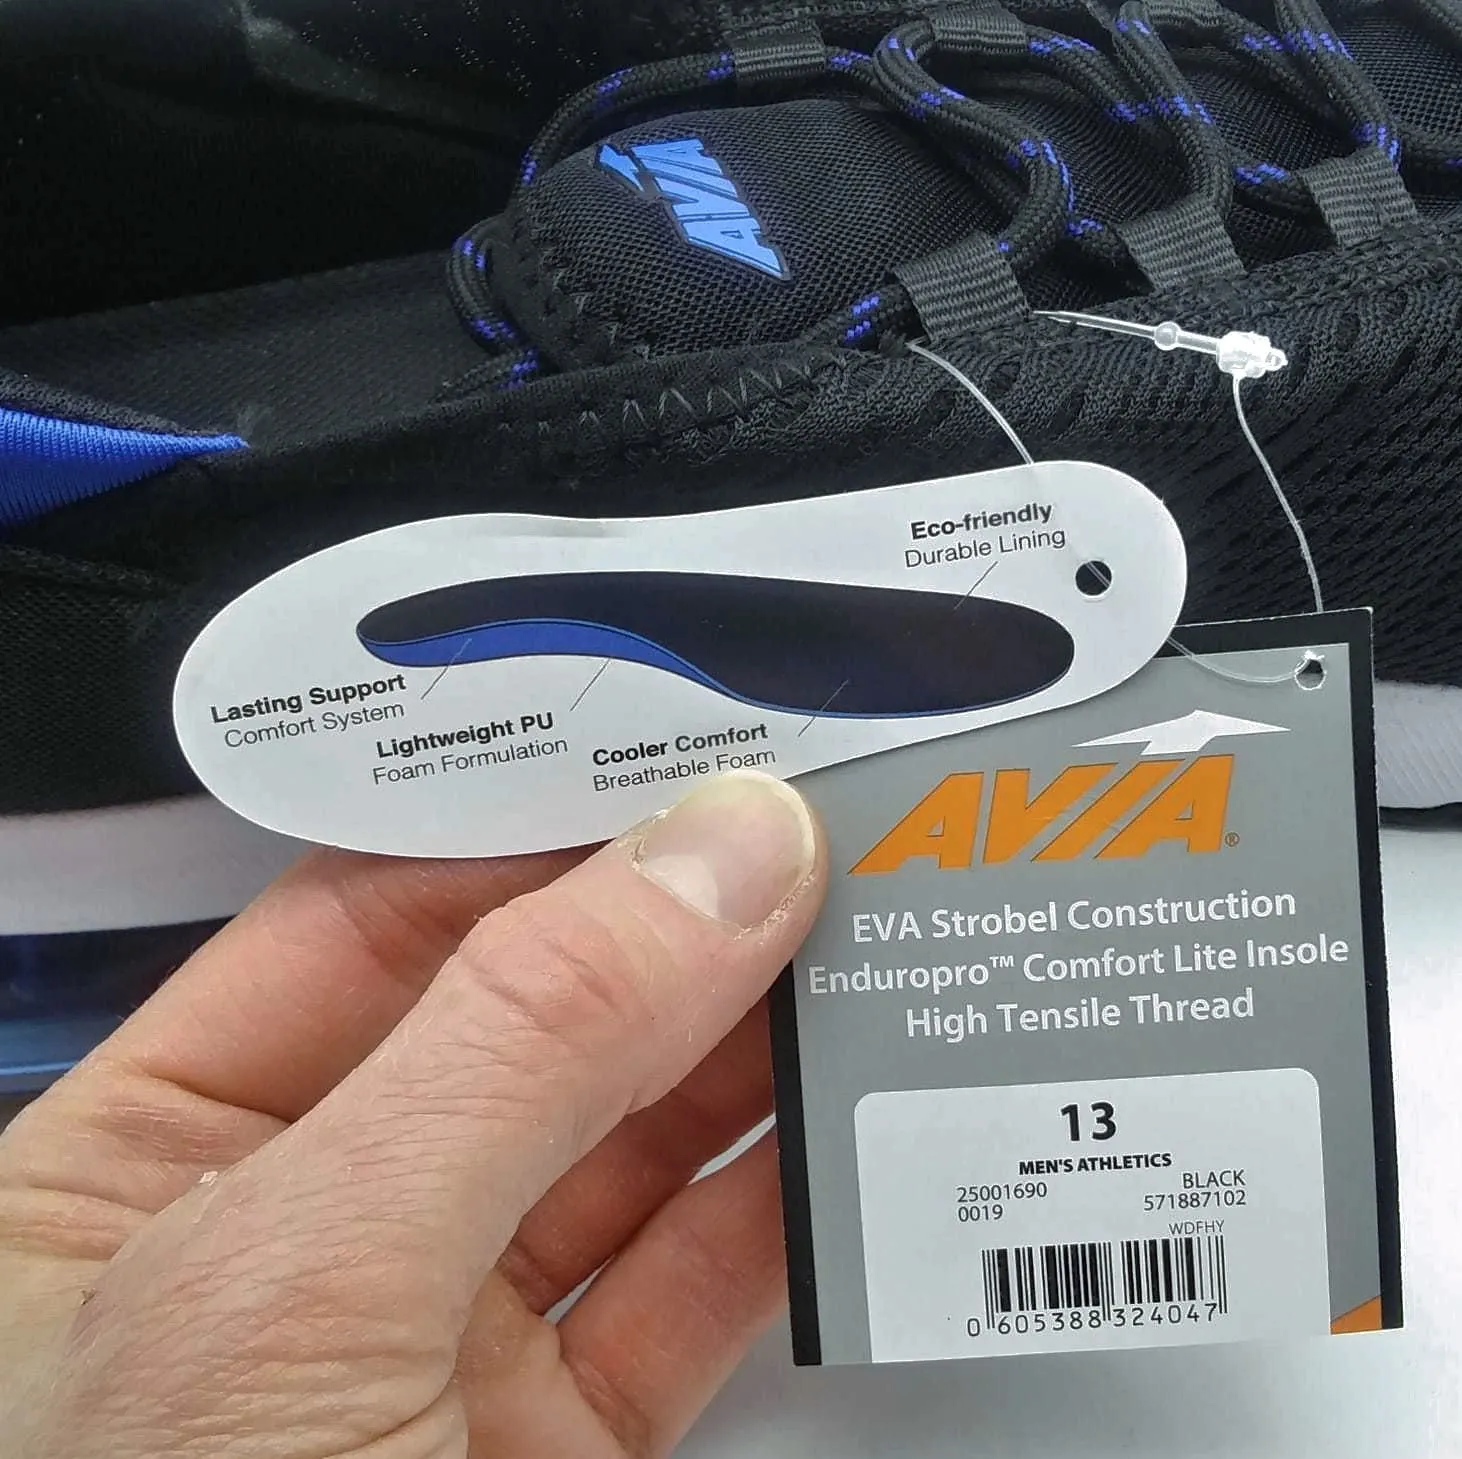 AVIA
Eco-friendly
Durable Lining
Lasting Support
Comfort System
Lightweight PU
Foam Formulation
Cooler Comfort
Breathable Foam
AVIA®
EVA Strobel Construction
Enduropro™ Comfort Lite Insole
High Tensile Thread
13
MEN'S ATHLETICS
25001690 BLACK
0019 571887102
WDFHY
0 605388 324047